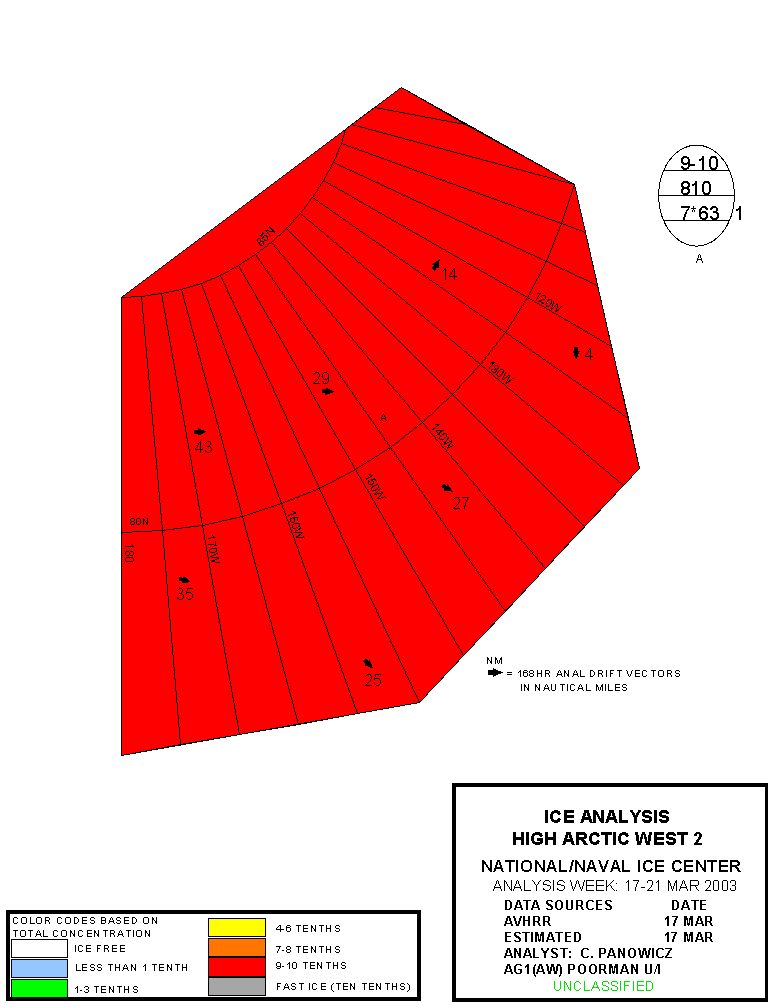 9-10
810
7*63 1
A
85N
14
120W
4
130W
29
A
140W
43
150W
27
80N
160W
170W
180
35
25
NM
= 168HR ANAL DRIFT VECTORS
IN NAUTICAL MILES
ICE ANALYSIS
HIGH ARCTIC WEST 2
NATIONAL/NAVAL ICE CENTER
ANALYSIS WEEK: 17-21 MAR 2003
DATA SOURCES DATE
AVHRR 17 MAR
ESTIMATED 17 MAR
ANALYST: C. PANOWICZ
AG1(AW) POORMAN U/I
UNCLASSIFIED
COLOR CODES BASED ON
TOTAL CONCENTRATION
ICE FREE
LESS THAN 1 TENTH
1-3 TENTHS
4-6 TENTHS
7-8 TENTHS
9-10 TENTHS
FAST ICE (TEN TENTHS)